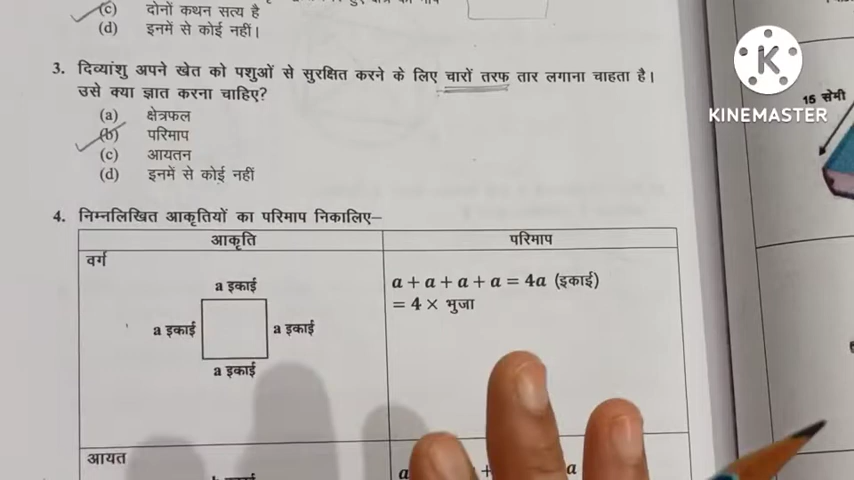 (c) दोनों कथन सत्य है
(d) इनमें से कोई नहीं।
3. दिव्यांशु अपने खेत को पशुओं से सुरक्षित करने के लिए चारों तरफ तार लगाना चाहता है।
उसे क्या ज्ञात करना चाहिए?
(a) क्षेत्रफल
(b) परिमाप
(c) आयतन
(d) इनमें से कोई नहीं
4. निम्नलिखित आकृतियों का परिमाप निकालिए–
आकृति परिमाप
वर्ग
a इकाई
a इकाई a इकाई
a इकाई
a + a + a + a = 4a (इकाई)
= 4 × भुजा
आयत
a + a
15 सेमी
KINEMASTER